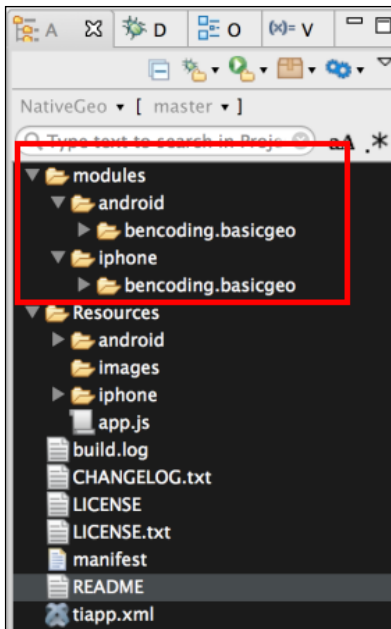 A D O (x)= V
NativeGeo [ master ]
Type text to search in Proje aA .*
modules
android
bencoding.basicgeo
iphone
bencoding.basicgeo
Resources
android
images
iphone
app.js
build.log
CHANGELOG.txt
LICENSE
LICENSE.txt
manifest
README
tiapp.xml